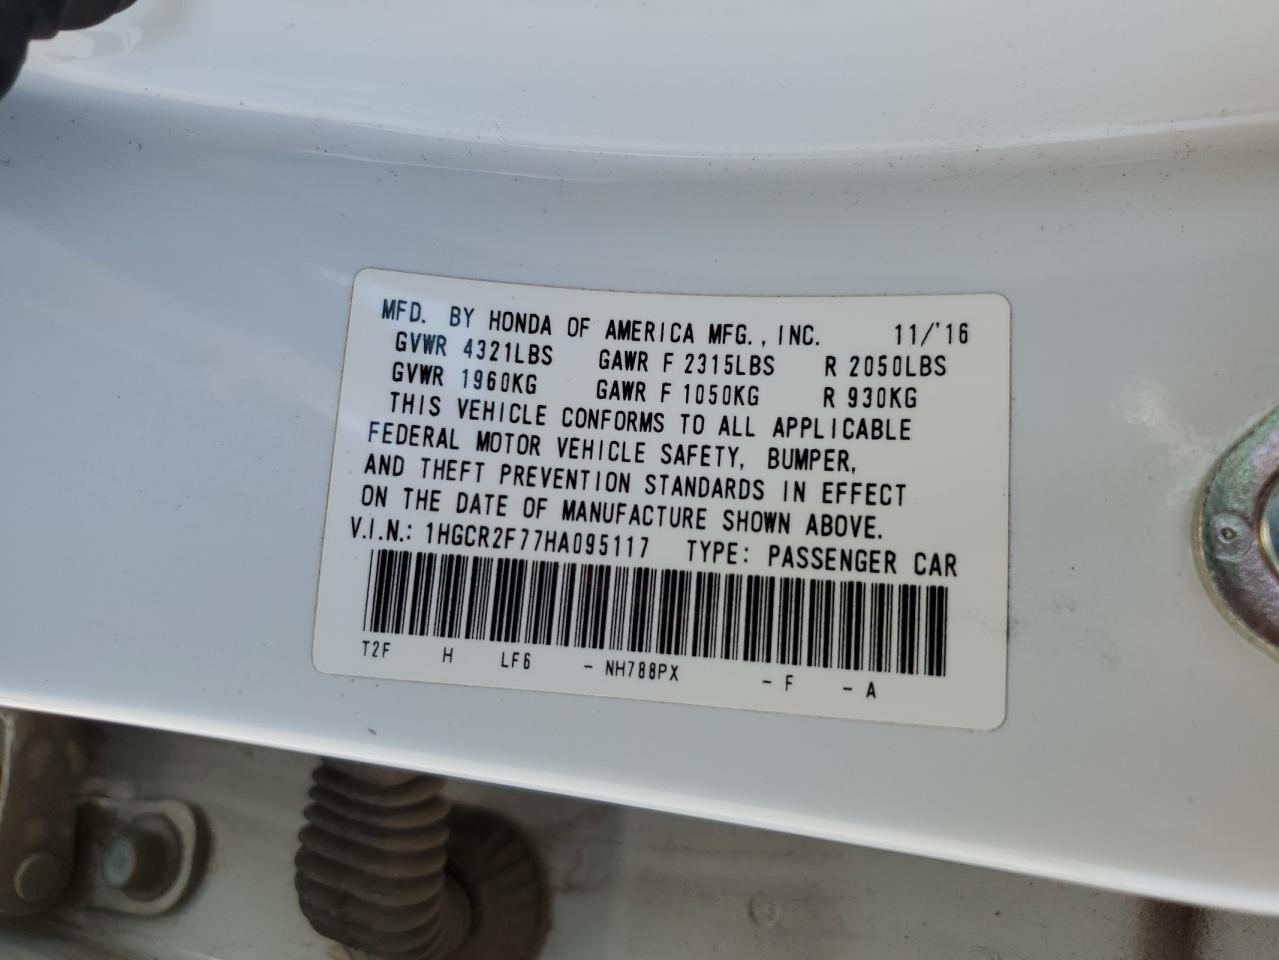 MFD. BY HONDA OF AMERICA MFG., INC. 11/'16
GVWR 4321LBS GAWR F 2315LBS R 2050LBS
GVWR 1960KG GAWR F 1050KG R 930KG
THIS VEHICLE CONFORMS TO ALL APPLICABLE
FEDERAL MOTOR VEHICLE SAFETY, BUMPER,
AND THEFT PREVENTION STANDARDS IN EFFECT
ON THE DATE OF MANUFACTURE SHOWN ABOVE.
V.I.N.: 1HGCR2F77HA095117 TYPE: PASSENGER CAR
T2F H LF6 - NH788PX - F - A